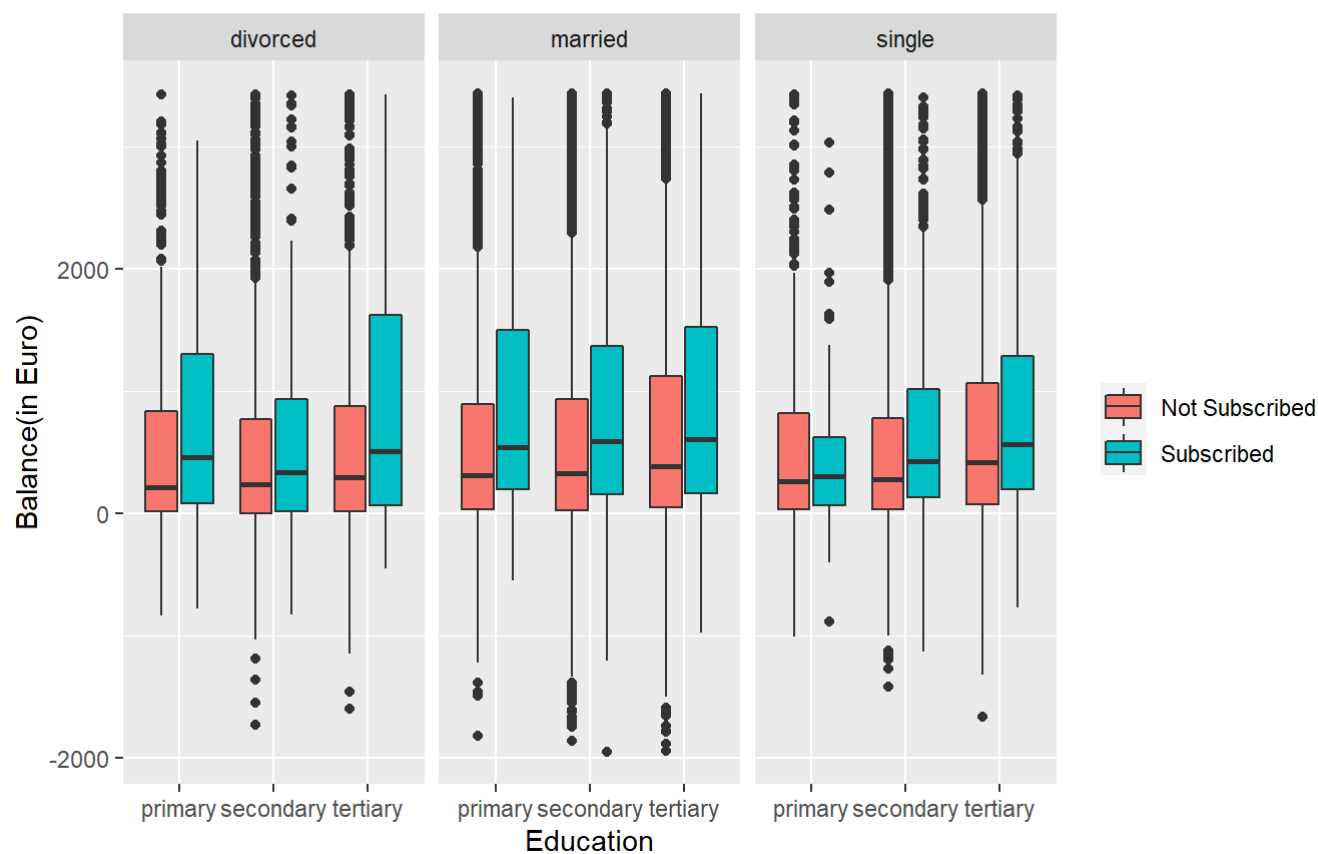 divorced married single
Balance(in Euro)
2000
0
-2000
primary secondary tertiary primary secondary tertiary primary secondary tertiary
Education
Not Subscribed
Subscribed